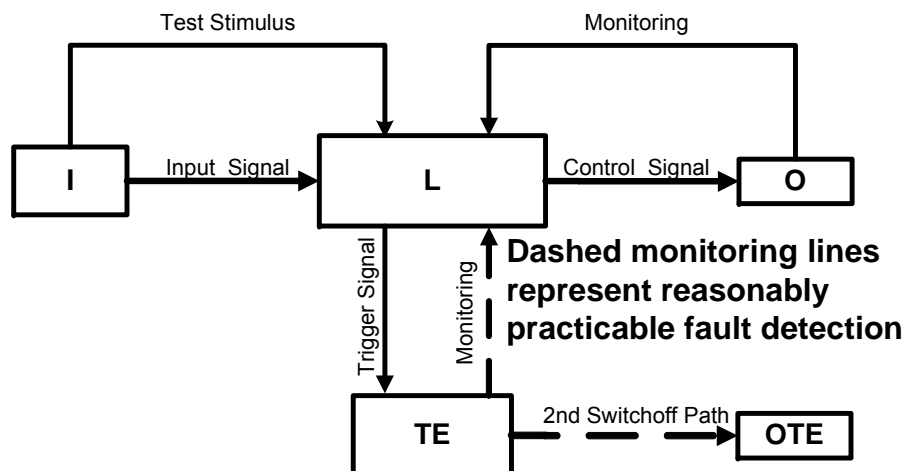 Test Stimulus
Monitoring
I
Input Signal
L
Control Signal
O
Trigger Signal
Monitoring
Dashed monitoring lines
represent reasonably
practicable fault detection
TE
2nd Switchoff Path
OTE